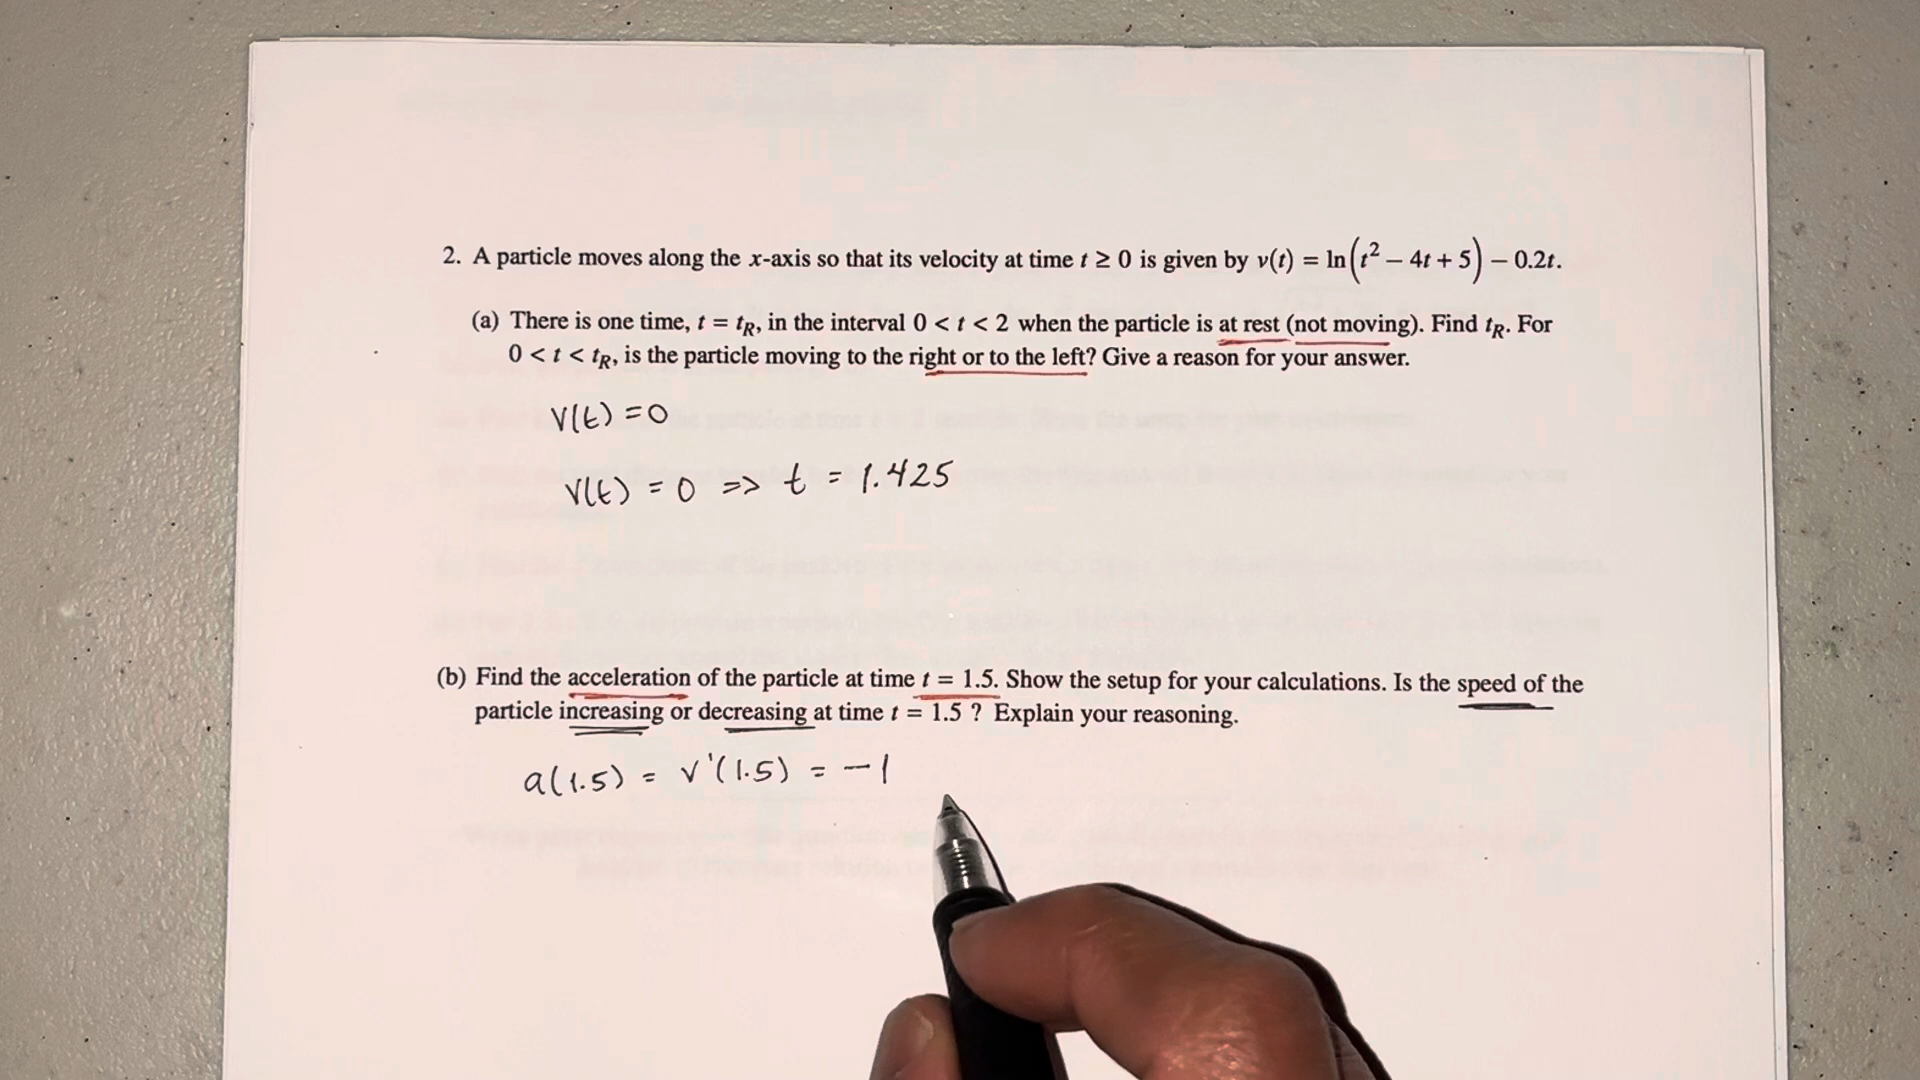 2. A particle moves along the x-axis so that its velocity at time t ≥ 0 is given by v(t) = ln(t² – 4t + 5) – 0.2t.
(a) There is one time, t = t_R, in the interval 0 < t < 2 when the particle is at rest (not moving). Find t_R. For
0 < t < t_R, is the particle moving to the right or to the left? Give a reason for your answer.
v(t) = 0
v(t) = 0 => t = 1.425
(b) Find the acceleration of the particle at time t = 1.5. Show the setup for your calculations. Is the speed of the
particle increasing or decreasing at time t = 1.5 ? Explain your reasoning.
a(1.5) = v'(1.5) = -1